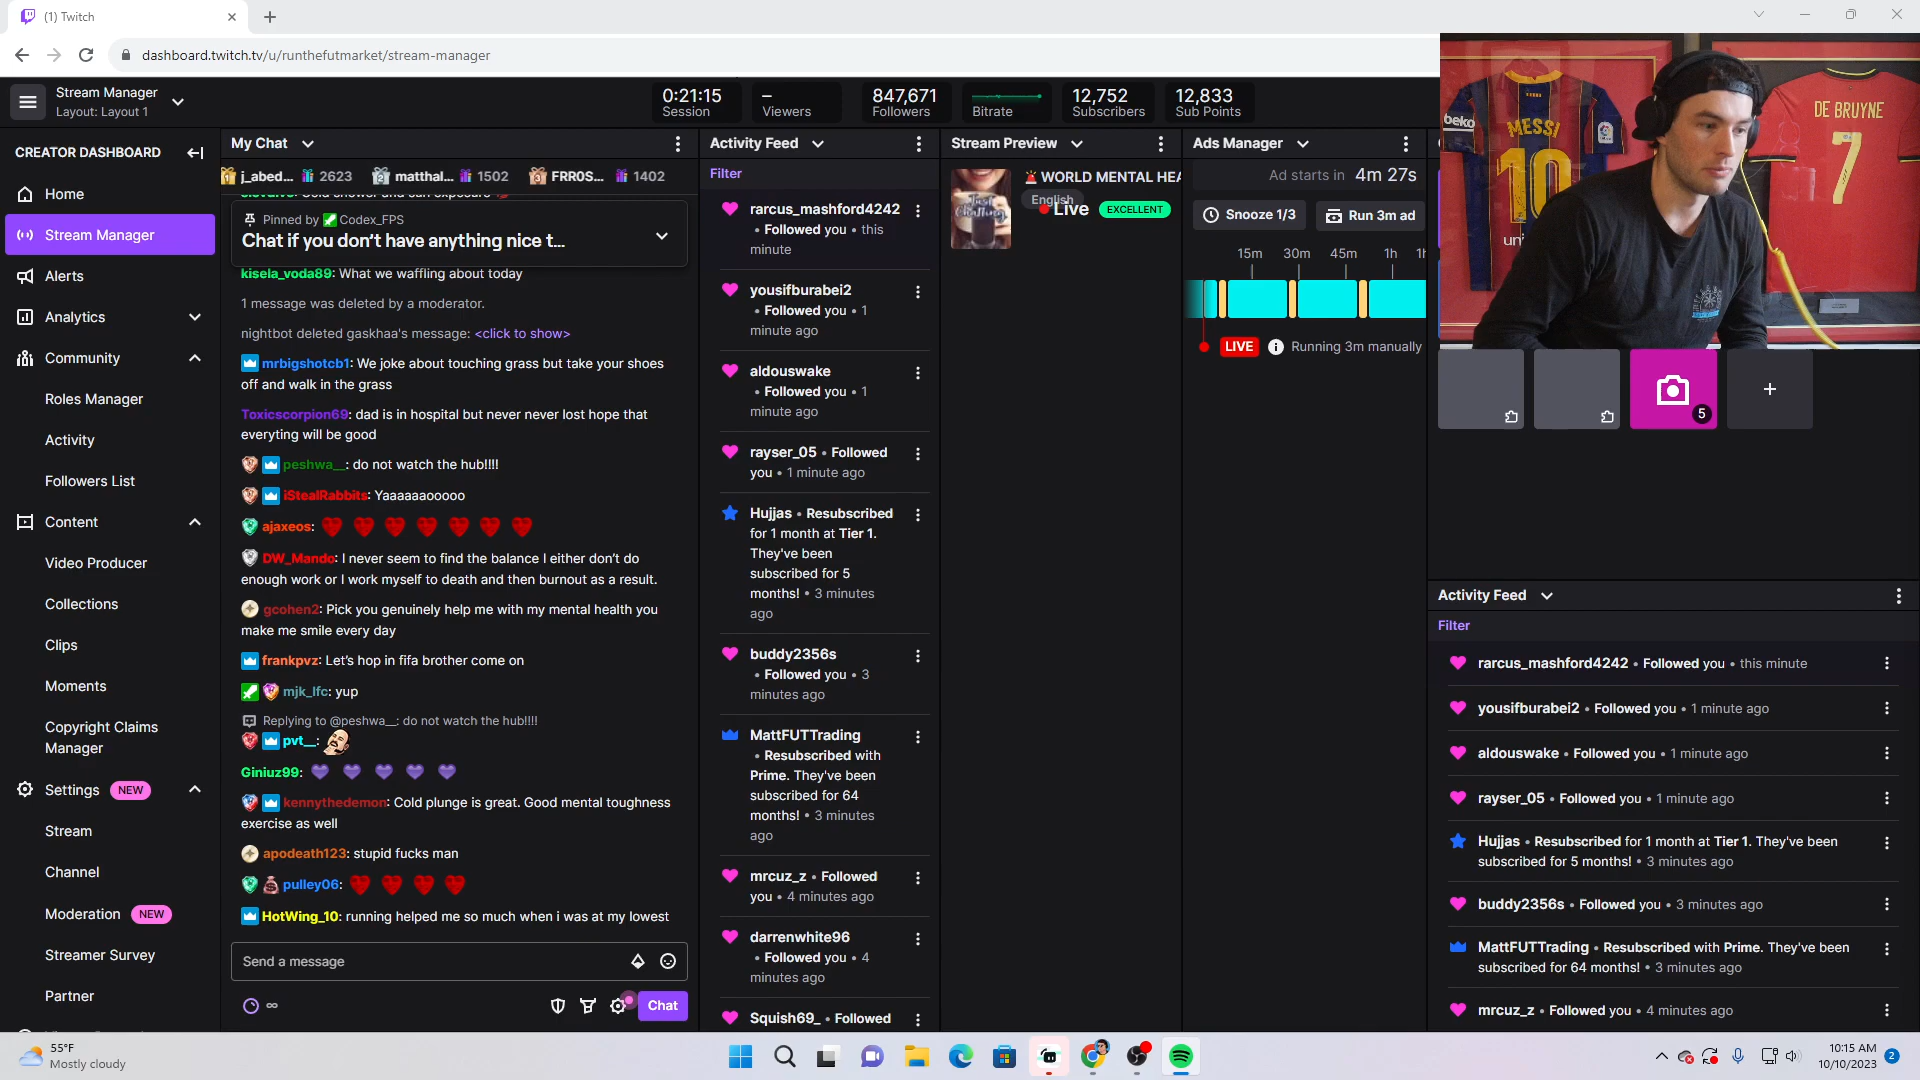 (1) Twitch
dashboard.twitch.tv/u/runthefutmarket/stream-manager
Stream Manager
Layout: Layout 1
0:21:15
Session
–
Viewers
847,671
Followers
Bitrate
12,752
Subscribers
12,833
Sub Points
CREATOR DASHBOARD
Home
Stream Manager
Alerts
Analytics
Community
Roles Manager
Activity
Followers List
Content
Video Producer
Collections
Clips
Moments
Copyright Claims
Manager
Settings NEW
Stream
Channel
Moderation NEW
Streamer Survey
Partner
My Chat
j_abed... 2623 matthal... 1502 FRR0S... 1402
Pinned by Codex_FPS
Chat if you don't have anything nice t...
kisela_voda89: What we waffling about today
1 message was deleted by a moderator.
nightbot deleted gaskhaa's message: <click to show>
mrbigshotcb1: We joke about touching grass but take your shoes
off and walk in the grass
Toxicscorpion69: dad is in hospital but never never lost hope that
everyting will be good
peshwa__: do not watch the hub!!!!
iStealRabbits: Yaaaaaaooooo
ajaxeos:
DW_Mando: I never seem to find the balance I either don't do
enough work or I work myself to death and then burnout as a result.
gcohen2: Pick you genuinely help me with my mental health you
make me smile every day
frankpvz: Let's hop in fifa brother come on
mjk_lfc: yup
Replying to @peshwa__: do not watch the hub!!!!
pvt__:
Giniuz99:
kennythedemon: Cold plunge is great. Good mental toughness
exercise as well
apodeath123: stupid fucks man
pulley06:
HotWing_10: running helped me so much when i was at my lowest
Send a message
Chat
Activity Feed
Filter
rarcus_mashford4242
• Followed you • this
minute
yousifburabei2
• Followed you • 1
minute ago
aldouswake
• Followed you • 1
minute ago
rayser_05 • Followed
you • 1 minute ago
Hujjas • Resubscribed
for 1 month at Tier 1.
They've been
subscribed for 5
months! • 3 minutes
ago
buddy2356s
• Followed you • 3
minutes ago
MattFUTTrading
• Resubscribed with
Prime. They've been
subscribed for 64
months! • 3 minutes
ago
mrcuz_z • Followed
you • 4 minutes ago
darrenwhite96
• Followed you • 4
minutes ago
Squish69_ • Followed
Stream Preview
Just
Chatting
WORLD MENTAL HEA
English
Live EXCELLENT
Ads Manager
Ad starts in 4m 27s
Snooze 1/3
Run 3m ad
15m 30m 45m 1h
LIVE Running 3m manually
beko
MESSI
10
DE BRUYNE
7
5
+
Activity Feed
Filter
rarcus_mashford4242 • Followed you • this minute
yousifburabei2 • Followed you • 1 minute ago
aldouswake • Followed you • 1 minute ago
rayser_05 • Followed you • 1 minute ago
Hujjas • Resubscribed for 1 month at Tier 1. They've been
subscribed for 5 months! • 3 minutes ago
buddy2356s • Followed you • 3 minutes ago
MattFUTTrading • Resubscribed with Prime. They've been
subscribed for 64 months! • 3 minutes ago
mrcuz_z • Followed you • 4 minutes ago
55°F
Mostly cloudy
10:15 AM
10/10/2023
2